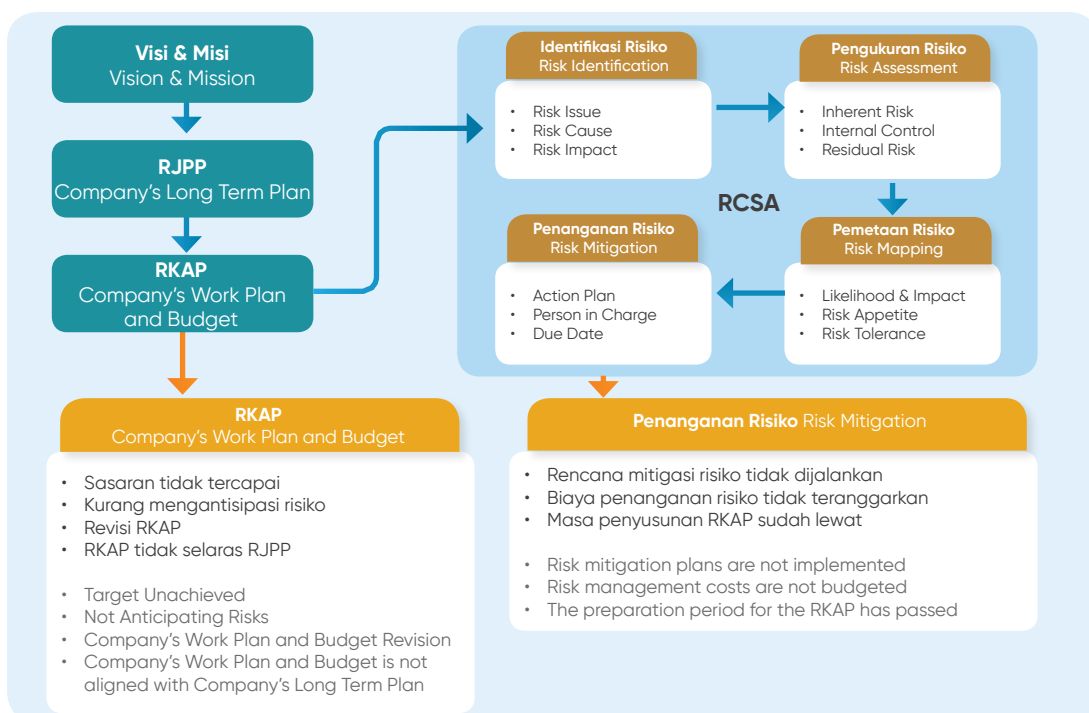 Visi & Misi
Vision & Mission
RJPP
Company's Long Term Plan
RKAP
Company's Work Plan
and Budget
Identifikasi Risiko
Risk Identification
• Risk Issue
• Risk Cause
• Risk Impact
Pengukuran Risiko
Risk Assessment
• Inherent Risk
• Internal Control
• Residual Risk
RCSA
Penanganan Risiko
Risk Mitigation
• Action Plan
• Person in Charge
• Due Date
Pemetaan Risiko
Risk Mapping
• Likelihood & Impact
• Risk Appetite
• Risk Tolerance
RKAP
Company's Work Plan and Budget
• Sasaran tidak tercapai
• Kurang mengantisipasi risiko
• Revisi RKAP
• RKAP tidak selaras RJPP
• Target Unachieved
• Not Anticipating Risks
• Company's Work Plan and Budget Revision
• Company's Work Plan and Budget is not
aligned with Company's Long Term Plan
Penanganan Risiko Risk Mitigation
• Rencana mitigasi risiko tidak dijalankan
• Biaya penanganan risiko tidak teranggarkan
• Masa penyusunan RKAP sudah lewat
• Risk mitigation plans are not implemented
• Risk management costs are not budgeted
• The preparation period for the RKAP has passed